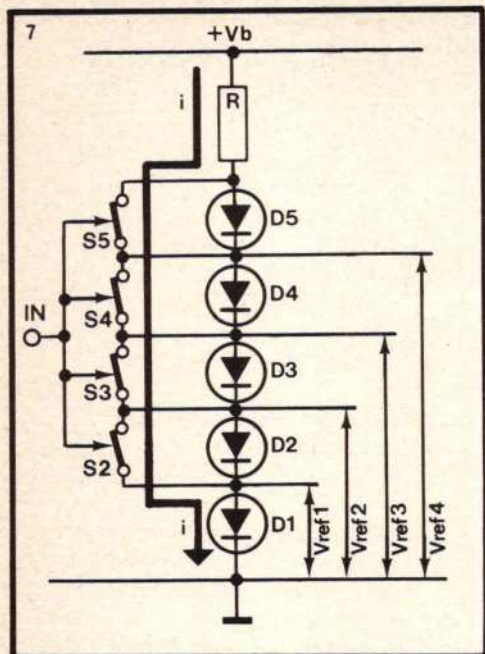 7
+Vb
i
R
D5
S5
D4
IN
S4
D3
S3
D2
S2
D1
i
Vref1
Vref2
Vref3
Vref4